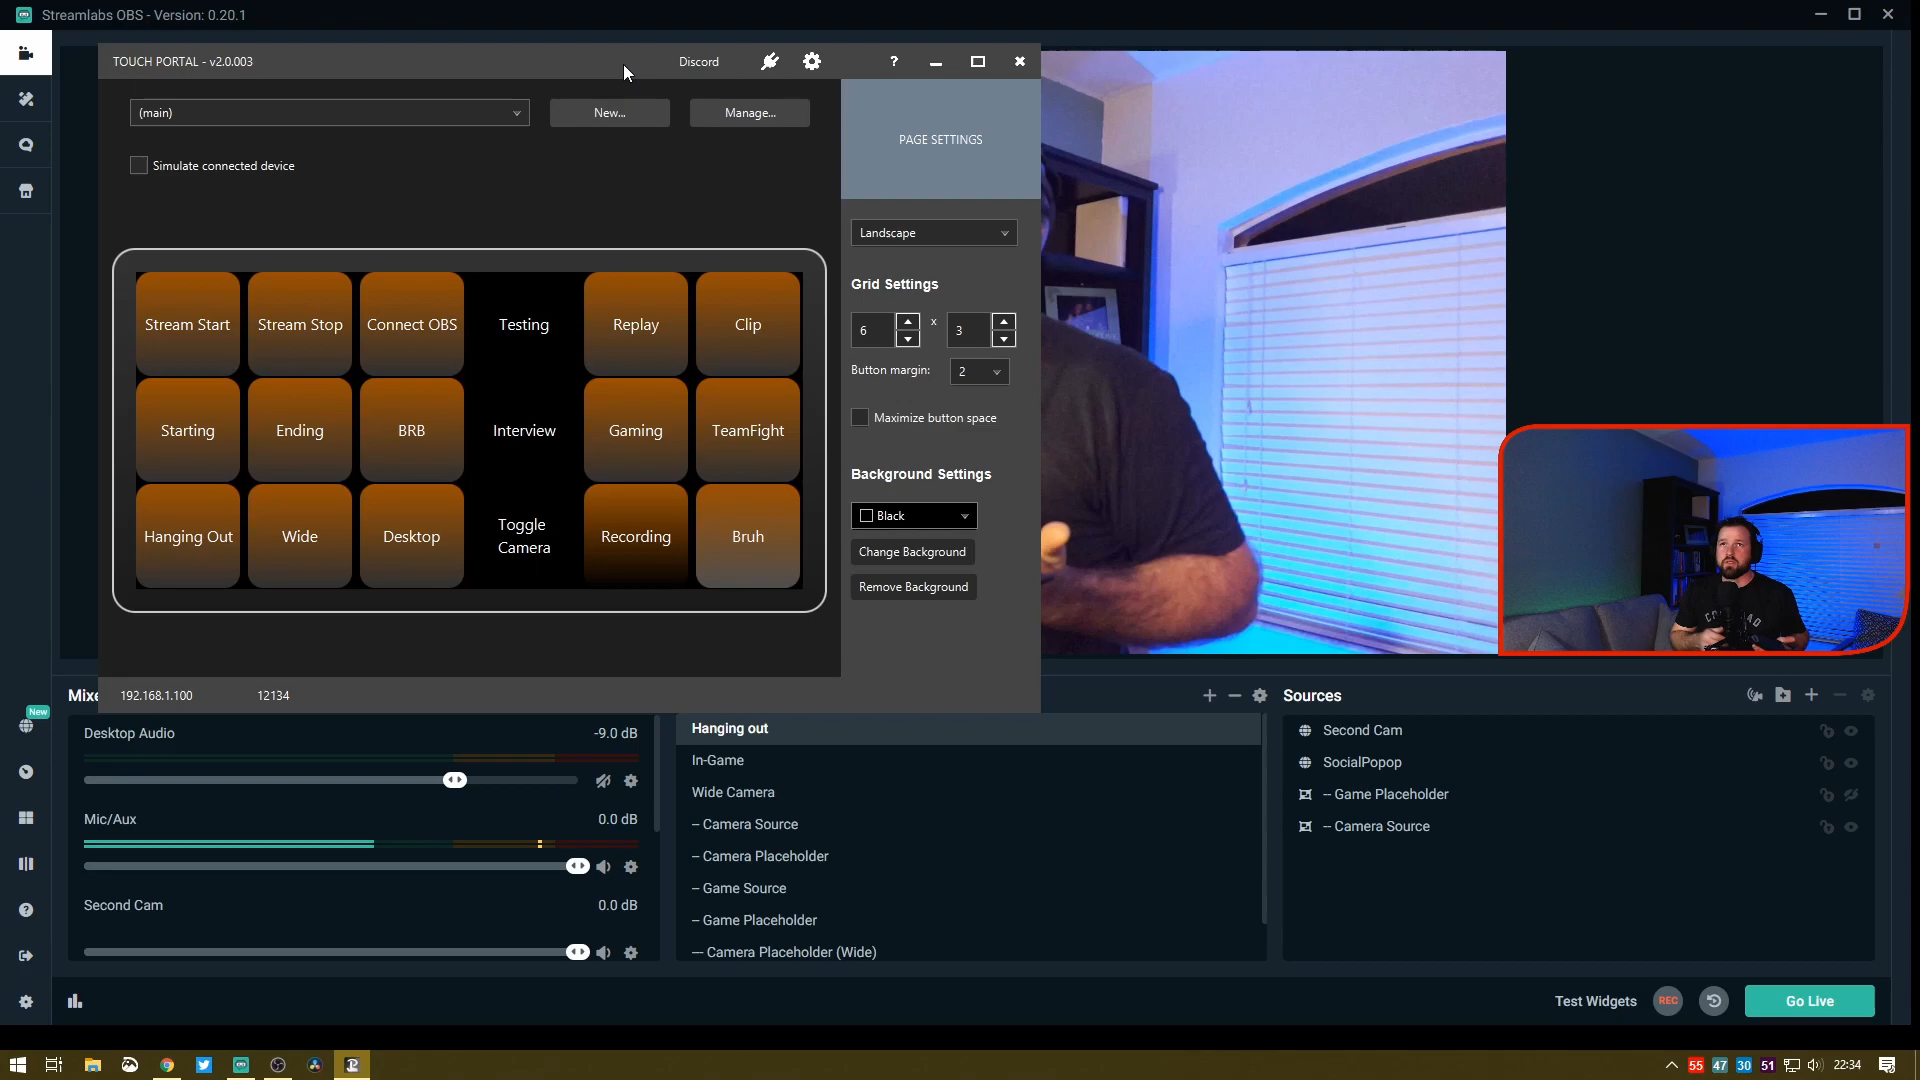 Streamlabs OBS - Version: 0.20.1
TOUCH PORTAL - v2.0.003
Discord
?
(main)
New...
Manage...
PAGE SETTINGS
Simulate connected device
Landscape
Grid Settings
6 x 3
Button margin: 2
Maximize button space
Background Settings
Black
Change Background
Remove Background
Stream Start
Stream Stop
Connect OBS
Testing
Replay
Clip
Starting
Ending
BRB
Interview
Gaming
TeamFight
Hanging Out
Wide
Desktop
Toggle
Camera
Recording
Bruh
192.168.1.100
12134
New
Mixe
Desktop Audio
-9.0 dB
Mic/Aux
0.0 dB
Second Cam
0.0 dB
Hanging out
In-Game
Wide Camera
-- Camera Source
-- Camera Placeholder
-- Game Source
-- Game Placeholder
--- Camera Placeholder (Wide)
Sources
Second Cam
SocialPopop
-- Game Placeholder
-- Camera Source
Test Widgets
REC
Go Live
55
47
30
51
22:34